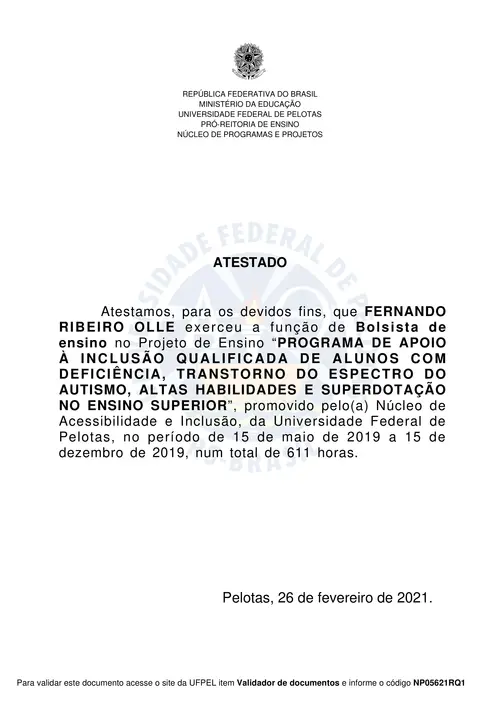 REPÚBLICA FEDERATIVA DO BRASIL
MINISTÉRIO DA EDUCAÇÃO
UNIVERSIDADE FEDERAL DE PELOTAS
PRÓ-REITORIA DE ENSINO
NÚCLEO DE PROGRAMAS E PROJETOS
ATESTADO
Atestamos, para os devidos fins, que FERNANDO
RIBEIRO OLLE exerceu a função de Bolsista de
ensino no Projeto de Ensino “PROGRAMA DE APOIO
À INCLUSÃO QUALIFICADA DE ALUNOS COM
DEFICIÊNCIA, TRANSTORNO DO ESPECTRO DO
AUTISMO, ALTAS HABILIDADES E SUPERDOTAÇÃO
NO ENSINO SUPERIOR”, promovido pelo(a) Núcleo de
Acessibilidade e Inclusão, da Universidade Federal de
Pelotas, no período de 15 de maio de 2019 a 15 de
dezembro de 2019, num total de 611 horas.
Pelotas, 26 de fevereiro de 2021.
Para validar este documento acesse o site da UFPEL item Validador de documentos e informe o código NP05621RQ1